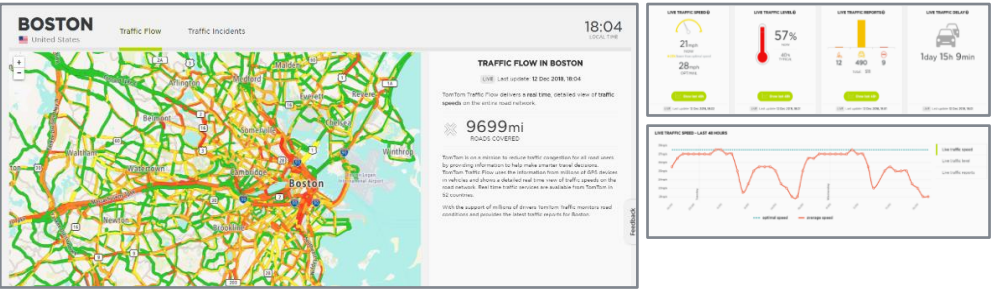 BOSTON
United States
Traffic Flow
Traffic Incidents
18:04
LOCAL TIME
TRAFFIC FLOW IN BOSTON
LIVE Last update: 12 Dec 2018, 18:04
TomTom Traffic Flow delivers a real time, detailed view of traffic
speeds on the entire road network.
9699mi
ROADS COVERED
TomTom is on a mission to reduce traffic congestion for all road users
by providing information to help make smarter travel decisions.
TomTom Traffic Flow uses the information from millions of GPS devices
in vehicles and shows a detailed real time view of traffic speeds on the
road network. Real time traffic services are available from TomTom in
52 countries.
With the support of millions of drivers TomTom Traffic monitors road
conditions and provides the latest traffic reports for Boston.
Feedback
Malden
Arlington
Medford
Everett
Revere
Chelsea
Belmont
Somerville
Waltham
Watertown
Cambridge
Winthrop
Boston
Newton
Brookline
LIVE TRAFFIC SPEED
21mph
28mph
LIVE TRAFFIC LEVEL
57%
LIVE TRAFFIC REPORTS
12 490 9
LIVE TRAFFIC DELAY
1day 15h 9min
LIVE TRAFFIC SPEED - LAST 48 HOURS
Live traffic speed
Live traffic level
Live traffic reports
optimal speed
average speed